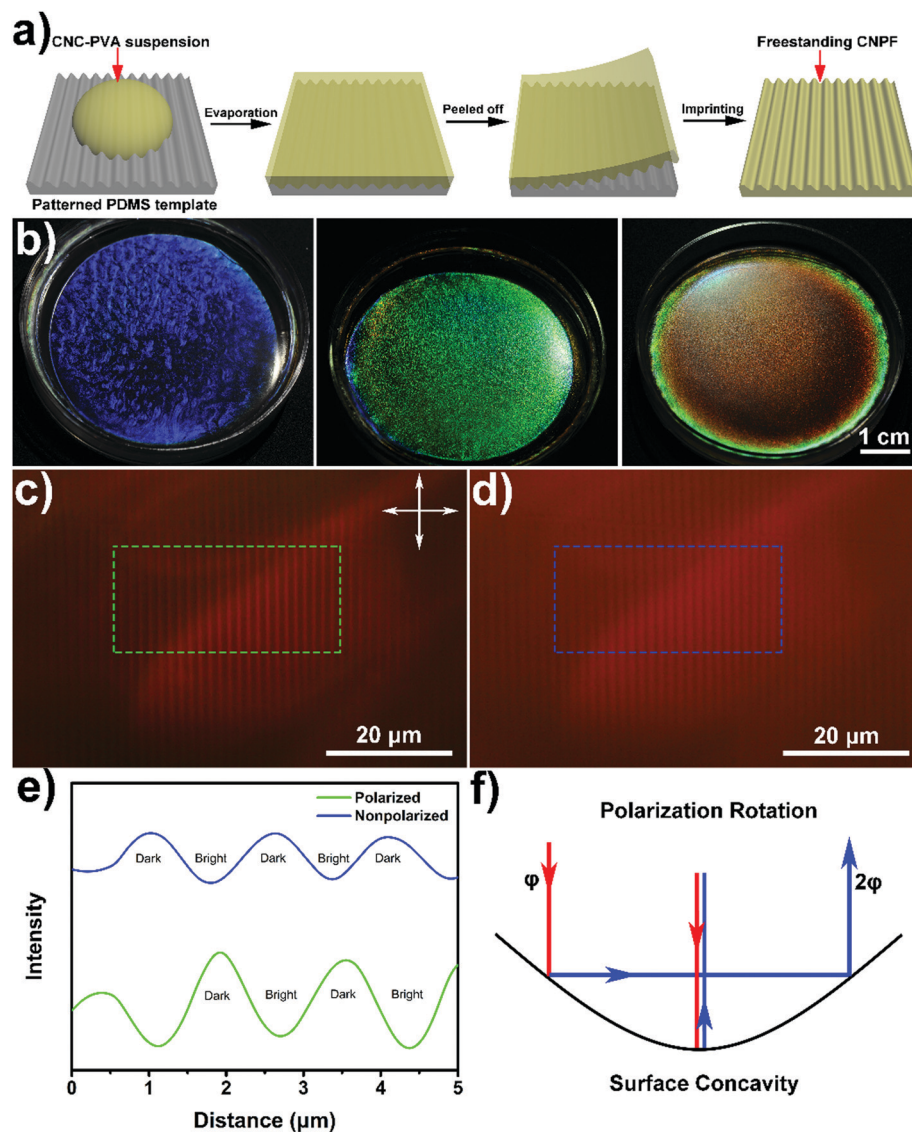 a)
CNC-PVA suspension
Freestanding CNPF
Evaporation
Peeled off
Imprinting
Patterned PDMS template
b)
1 cm
c)
d)
20 μm
20 μm
e)
Polarized
Nonpolarized
Dark
Bright
Dark
Bright
Dark
Dark
Bright
Dark
Bright
Intensity
0
1
2
3
4
5
Distance (μm)
f)
Polarization Rotation
φ
2φ
Surface Concavity